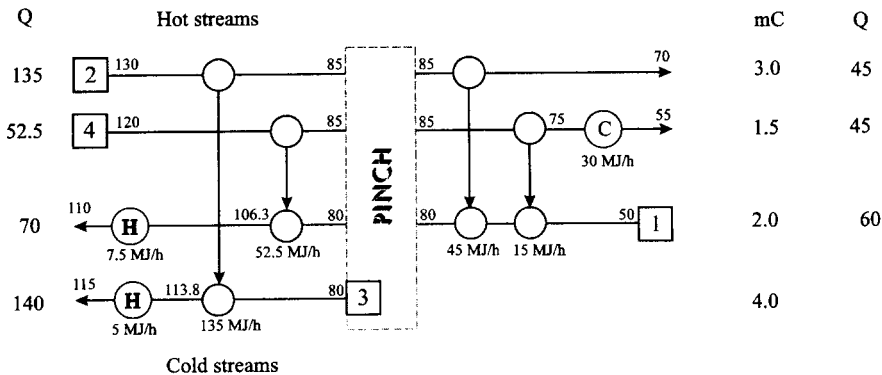 Q Hot streams mC Q
135 2 130 85 85 70 3.0 45
52.5 4 120 85 85 75 C 55 1.5 45
30 MJ/h
PINCH
70 110 H 106.3 80 80 50 1 2.0 60
7.5 MJ/h 52.5 MJ/h 45 MJ/h 15 MJ/h
140 115 H 113.8 80 3 4.0
5 MJ/h 135 MJ/h
Cold streams